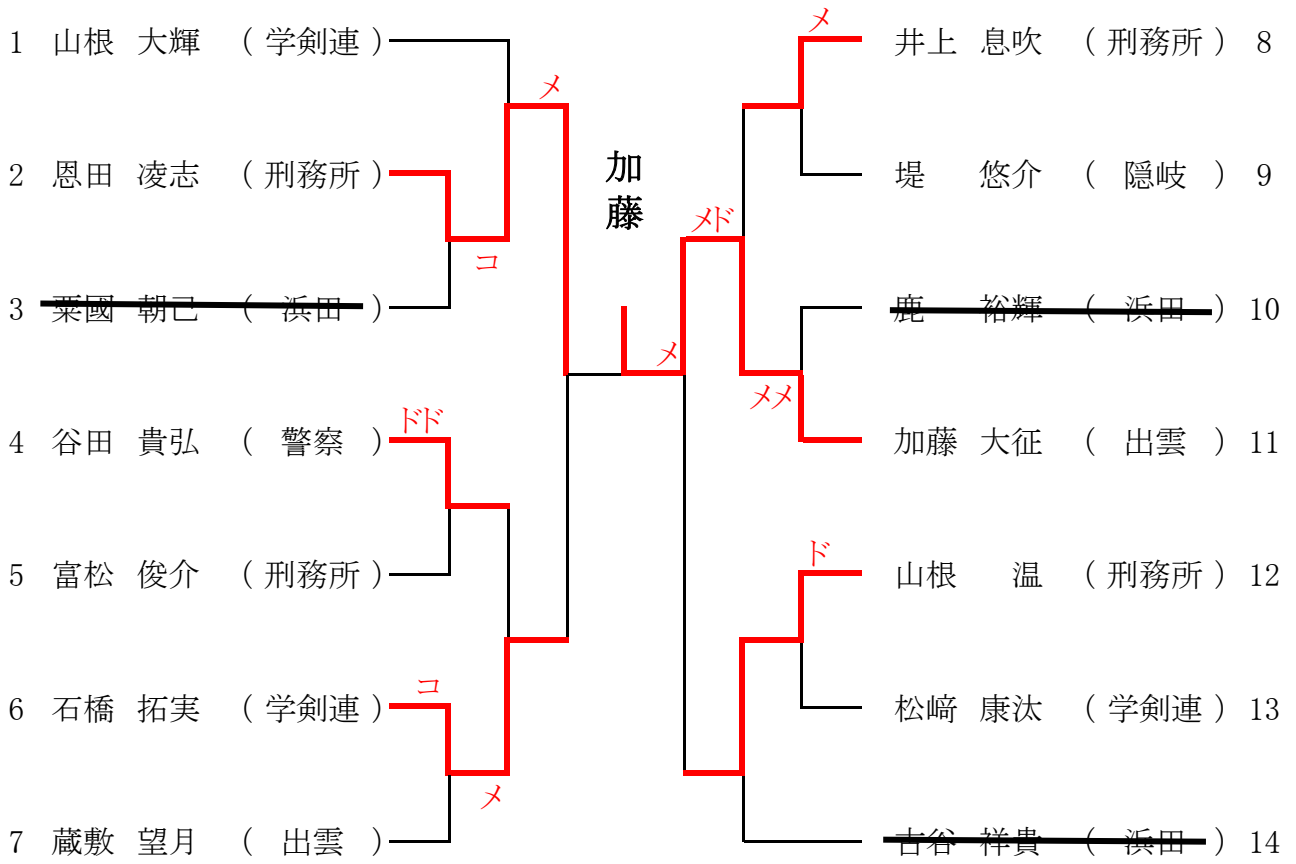 1 山根 大輝 （ 学剣連 ）
メ
2 恩田 凌志 （ 刑務所 ）
コ
3 粟國 朝己 （ 浜田 ）
ドド
4 谷田 貴弘 （ 警察 ）
5 富松 俊介 （ 刑務所 ）
コ
6 石橋 拓実 （ 学剣連 ）
メ
7 蔵敷 望月 （ 出雲 ）
加藤
メ
メ
井上 息吹 （ 刑務所 ） 8
堤 悠介 （ 隠岐 ） 9
メド
鹿 裕輝 （ 浜田 ） 10
メメ
加藤 大征 （ 出雲 ） 11
ド
山根 温 （ 刑務所 ） 12
松﨑 康汰 （ 学剣連 ） 13
古谷 祥貴 （ 浜田 ） 14